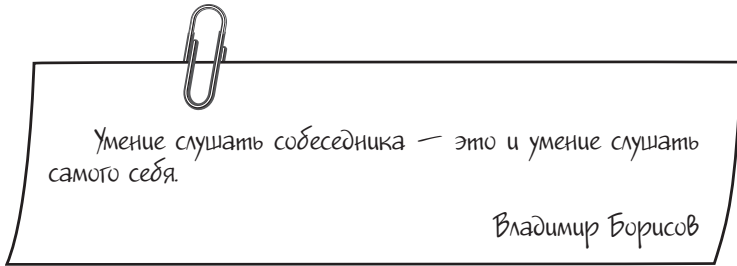 Умение слушать собеседника — это и умение слушать
самого себя.
Владимир Борисов